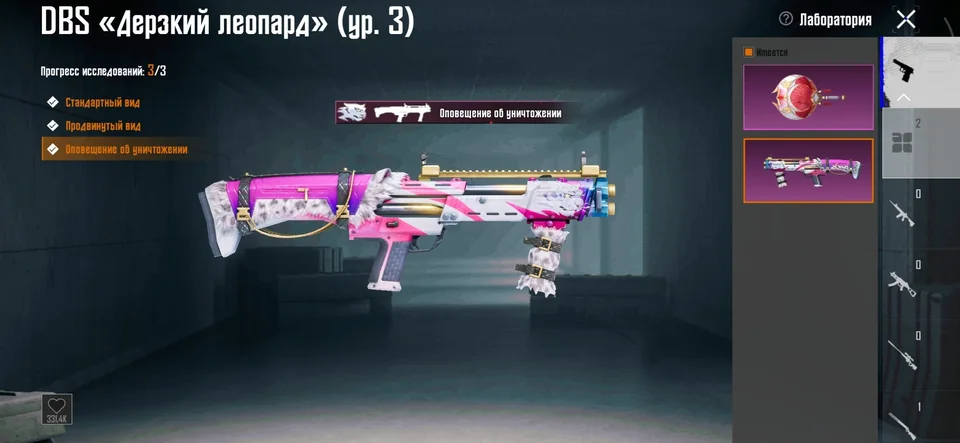 DBS «Дерзкий леопард» (ур. 3)
Лаборатория
Прогресс исследований: 3/3
Стандартный вид
Продвинутый вид
Оповещение об уничтожении
Оповещение об уничтожении
Имеется
2
0
0
0
1
331,4K